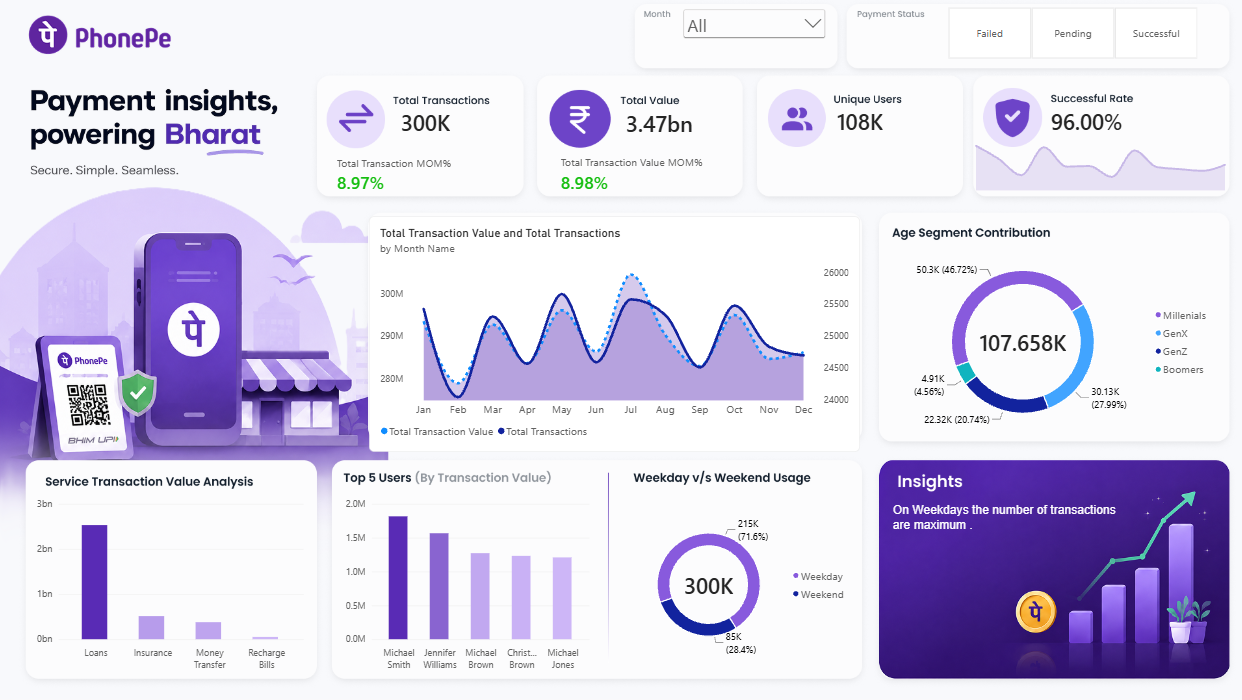 पे PhonePe
Month
All
Payment Status
Failed
Pending
Successful
Payment insights,
powering Bharat
Secure. Simple. Seamless.
Total Transactions
300K
Total Transaction MOM%
8.97%
₹
Total Value
3.47bn
Total Transaction Value MOM%
8.98%
Unique Users
108K
Successful Rate
96.00%
पे
पे PhonePe
BHIM UPI
Total Transaction Value and Total Transactions
by Month Name
300M
290M
280M
26000
25500
25000
24500
24000
Jan Feb Mar Apr May Jun Jul Aug Sep Oct Nov Dec
Total Transaction Value Total Transactions
Age Segment Contribution
50.3K (46.72%)
107.658K
4.91K
(4.56%)
22.32K (20.74%)
30.13K
(27.99%)
Millenials
GenX
GenZ
Boomers
Service Transaction Value Analysis
3bn
2bn
1bn
0bn
Loans
Insurance
Money
Transfer
Recharge
Bills
Top 5 Users (By Transaction Value)
2.0M
1.5M
1.0M
0.5M
0.0M
Michael
Smith
Jennifer
Williams
Michael
Brown
Christ...
Brown
Michael
Jones
Weekday v/s Weekend Usage
215K
(71.6%)
300K
85K
(28.4%)
Weekday
Weekend
Insights
On Weekdays the number of transactions
are maximum .
पे